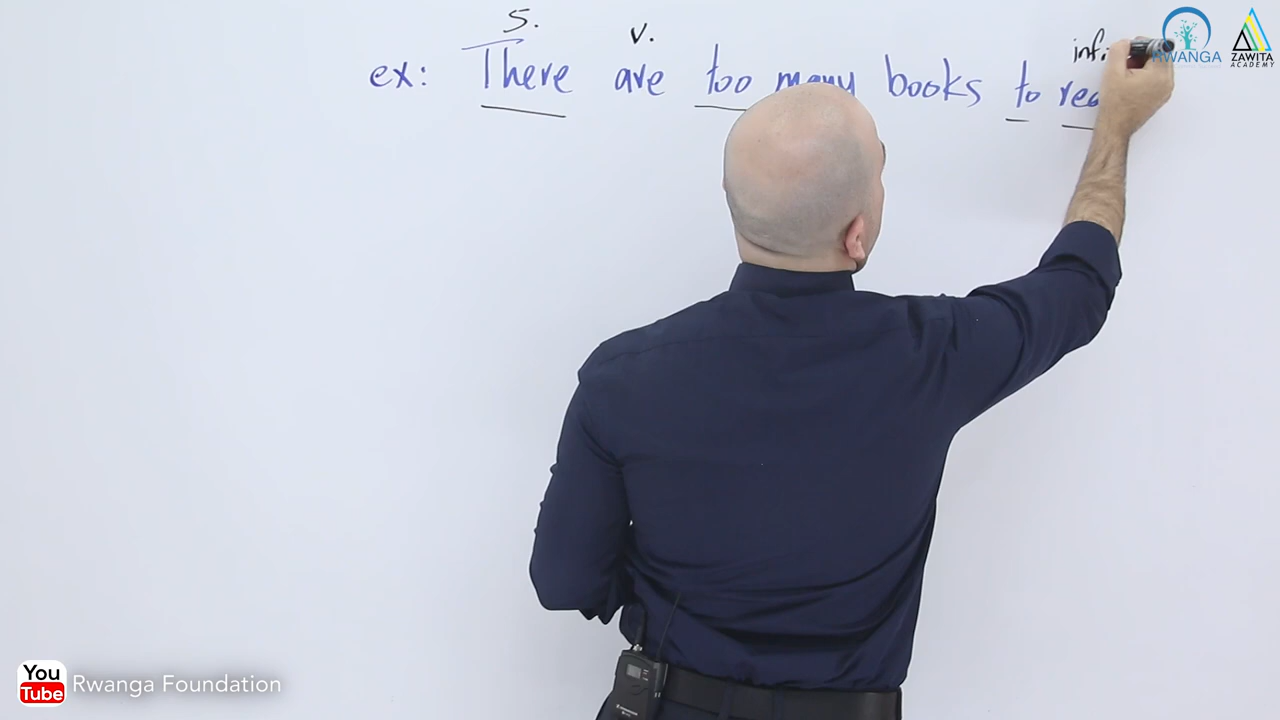 S. v. inf.
ex: There are too many books to
RWANGA
ZAWITA
ACADEMY
You
Tube
Rwanga Foundation